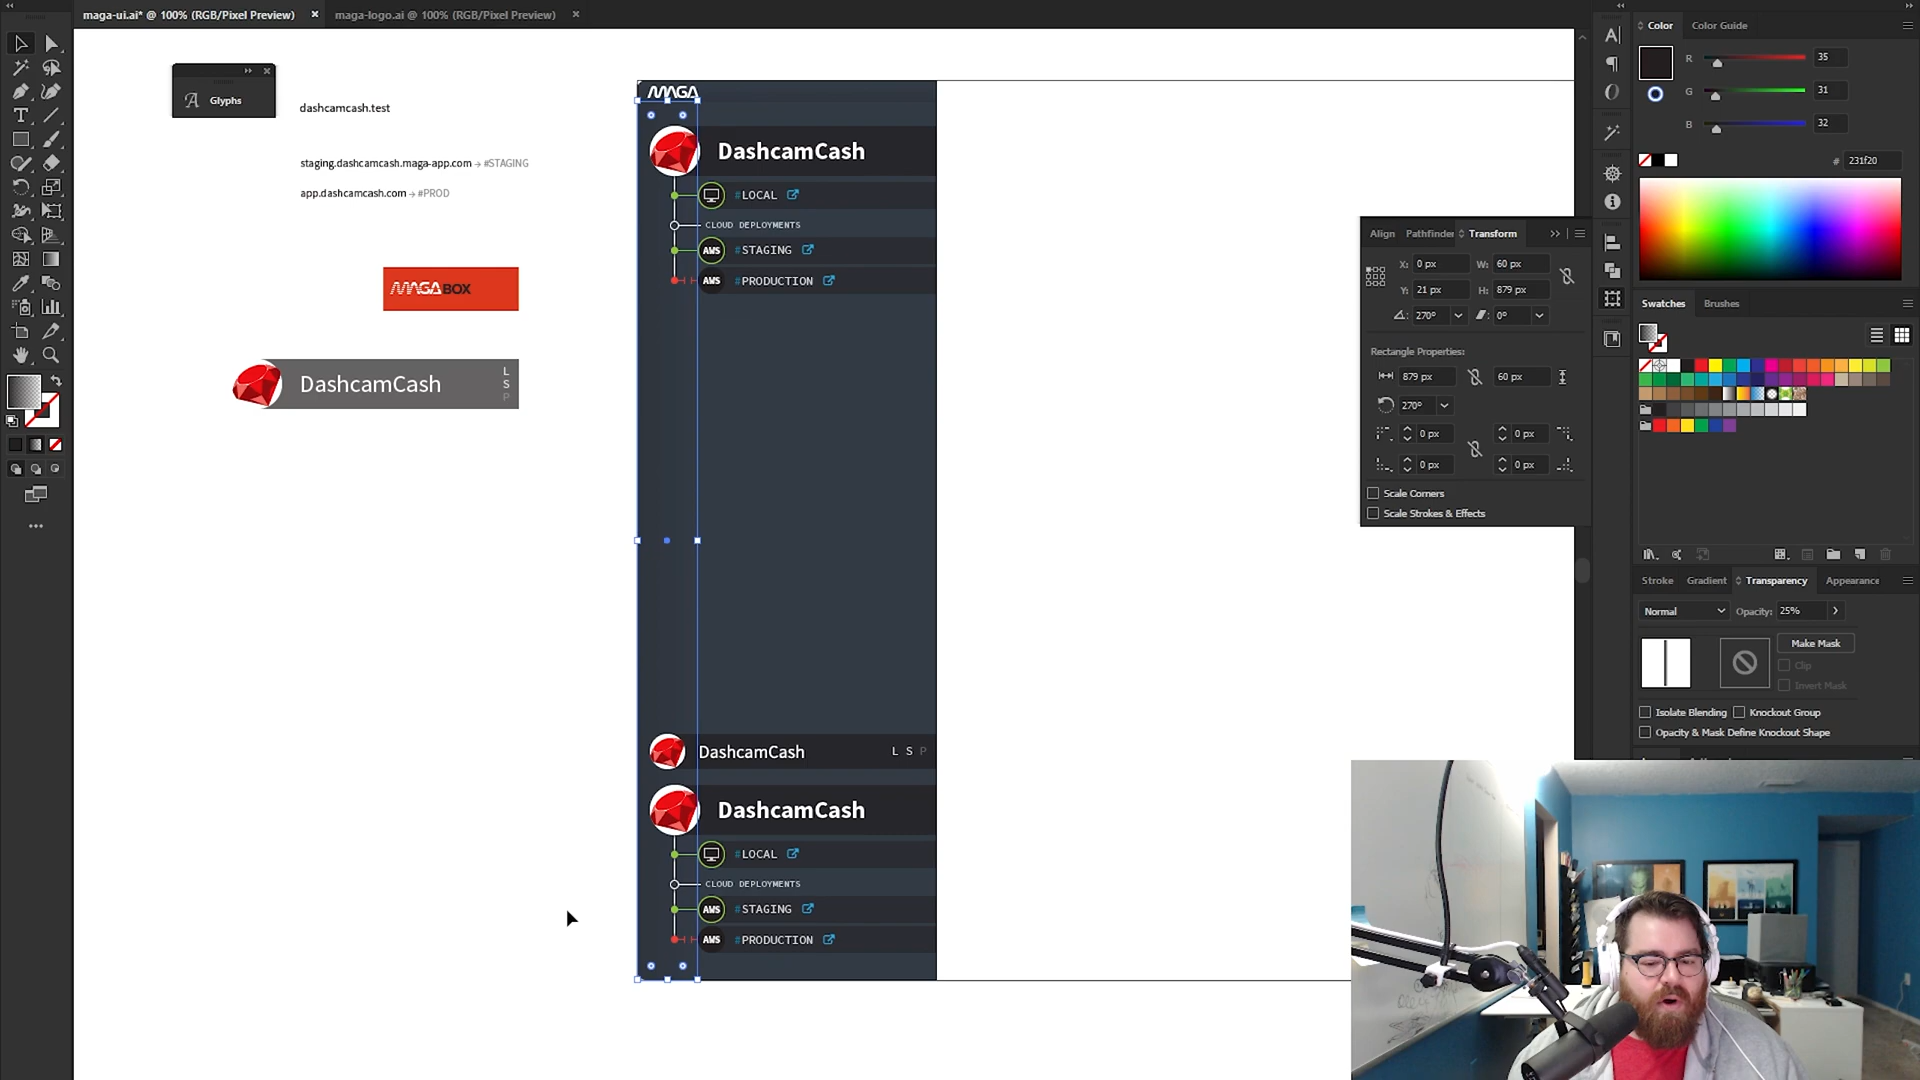 maga-ui.ai* @ 100% (RGB/Pixel Preview)
maga-logo.ai @ 100% (RGB/Pixel Preview)
Glyphs
dashcamcash.test
staging.dashcamcash.maga-app.com → #STAGING
app.dashcamcash.com → #PROD
MAGABOX
DashcamCash
L
S
P
MAGA
DashcamCash
#LOCAL
CLOUD DEPLOYMENTS
AWS #STAGING
AWS #PRODUCTION
DashcamCash L S P
DashcamCash
#LOCAL
CLOUD DEPLOYMENTS
AWS #STAGING
AWS #PRODUCTION
Align Pathfinder Transform
X: 0 px W: 60 px
Y: 21 px H: 879 px
270° 0°
Rectangle Properties:
879 px 60 px
270°
0 px 0 px
0 px 0 px
Scale Corners
Scale Strokes & Effects
Color Color Guide
R 35
G 31
B 32
# 231f20
Swatches Brushes
Stroke Gradient Transparency Appearance
Normal Opacity: 25%
Make Mask
Clip
Invert Mask
Isolate Blending Knockout Group
Opacity & Mask Define Knockout Shape